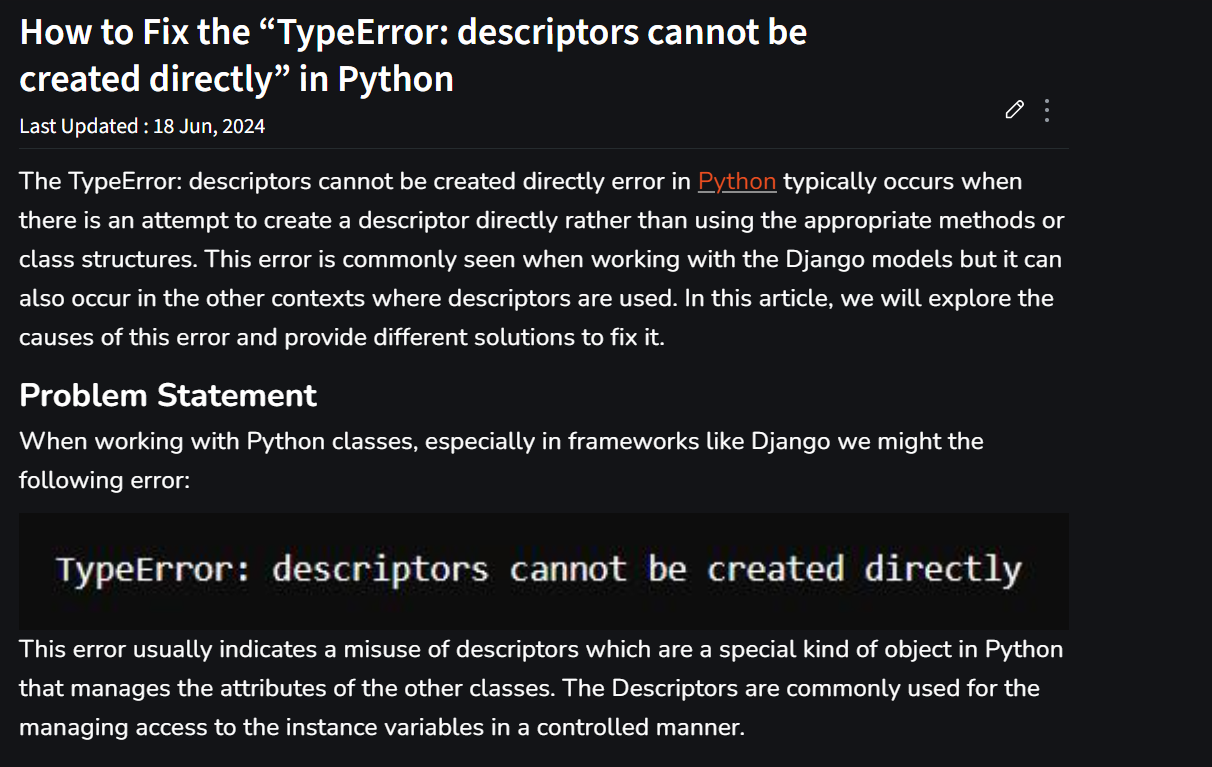 How to Fix the “TypeError: descriptors cannot be
created directly” in Python
Last Updated : 18 Jun, 2024
The TypeError: descriptors cannot be created directly error in Python typically occurs when
there is an attempt to create a descriptor directly rather than using the appropriate methods or
class structures. This error is commonly seen when working with the Django models but it can
also occur in the other contexts where descriptors are used. In this article, we will explore the
causes of this error and provide different solutions to fix it.
Problem Statement
When working with Python classes, especially in frameworks like Django we might the
following error:
TypeError: descriptors cannot be created directly
This error usually indicates a misuse of descriptors which are a special kind of object in Python
that manages the attributes of the other classes. The Descriptors are commonly used for the
managing access to the instance variables in a controlled manner.